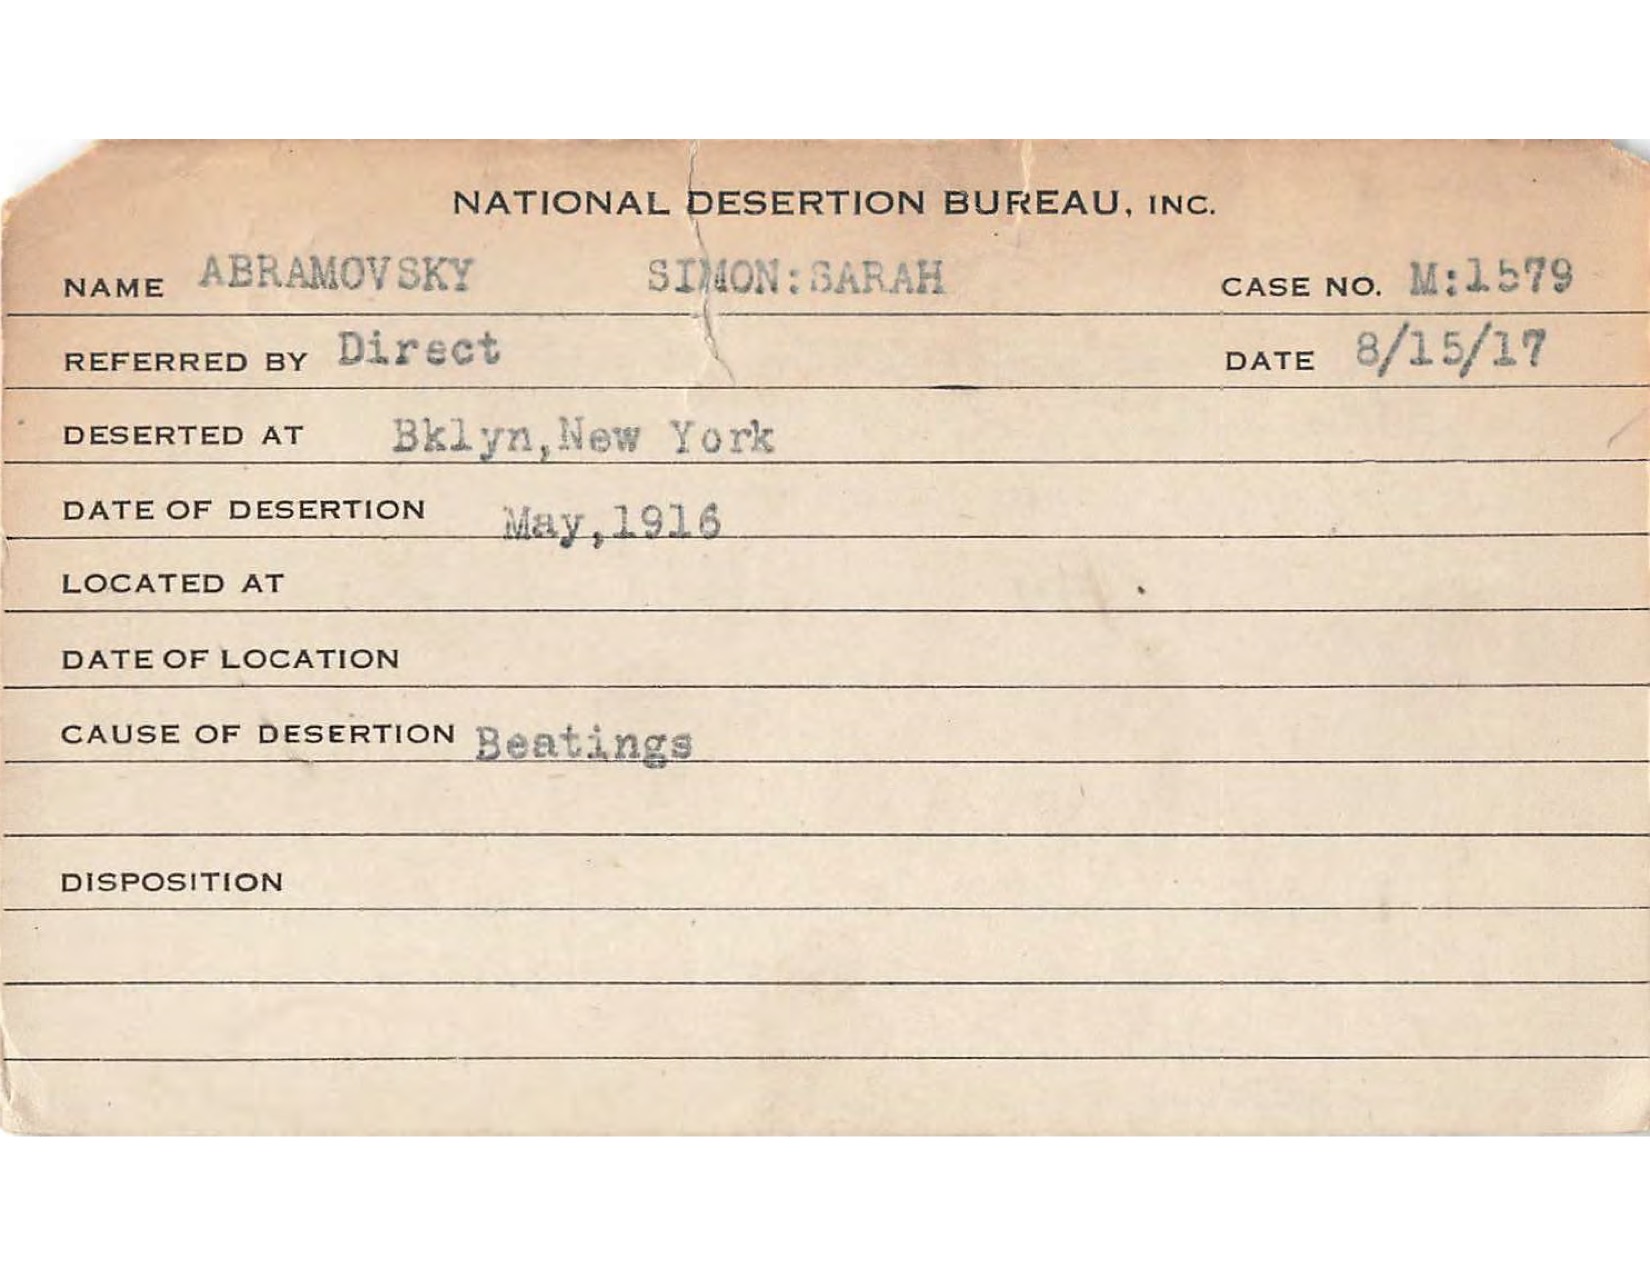 NATIONAL DESERTION BUREAU, INC.
NAME ABRAMOVSKY SIMON:SARAH CASE NO. M:1579
REFERRED BY Direct DATE 8/15/17
DESERTED AT Bklyn,New York
DATE OF DESERTION May,1916
LOCATED AT
DATE OF LOCATION
CAUSE OF DESERTION Beatings
DISPOSITION